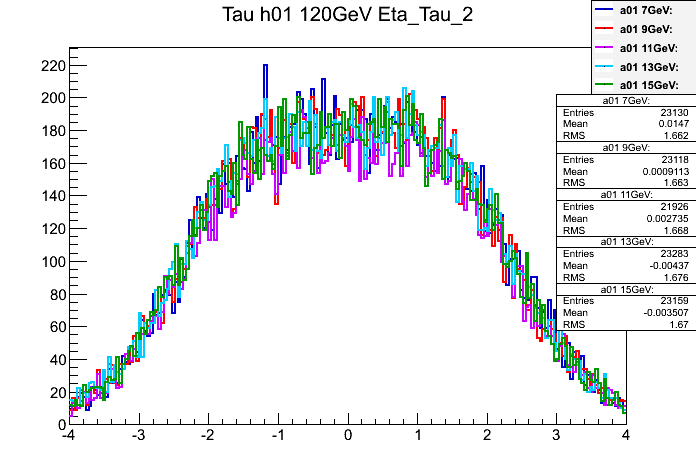 Tau h01 120GeV Eta_Tau_2
a01 7GeV:
a01 9GeV:
a01 11GeV:
a01 13GeV:
a01 15GeV:
a01 7GeV:
Entries 23130
Mean 0.0147
RMS 1.662
a01 9GeV:
Entries 23118
Mean 0.0009113
RMS 1.663
a01 11GeV:
Entries 21926
Mean 0.002735
RMS 1.668
a01 13GeV:
Entries 23283
Mean -0.00437
RMS 1.676
a01 15GeV:
Entries 23159
Mean -0.003507
RMS 1.67
220
200
180
160
140
120
100
80
60
40
20
0
-4 -3 -2 -1 0 1 2 3 4